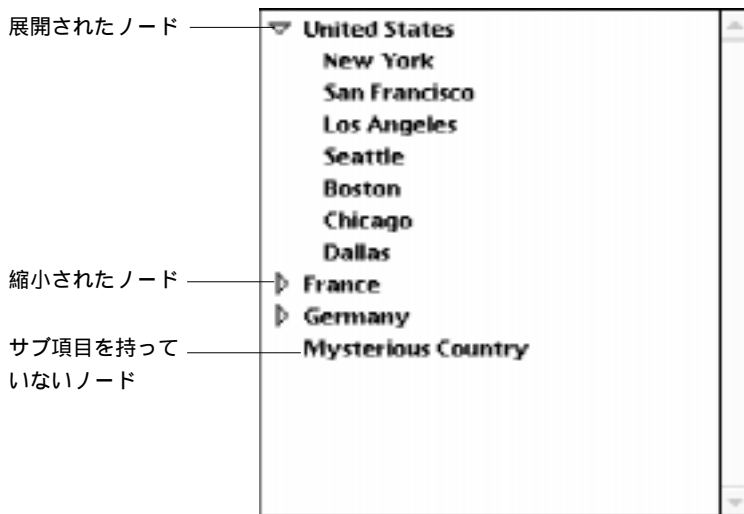 展開されたノード
United States
New York
San Francisco
Los Angeles
Seattle
Boston
Chicago
Dallas
縮小されたノード
France
Germany
サブ項目を持って
いないノード
Mysterious Country